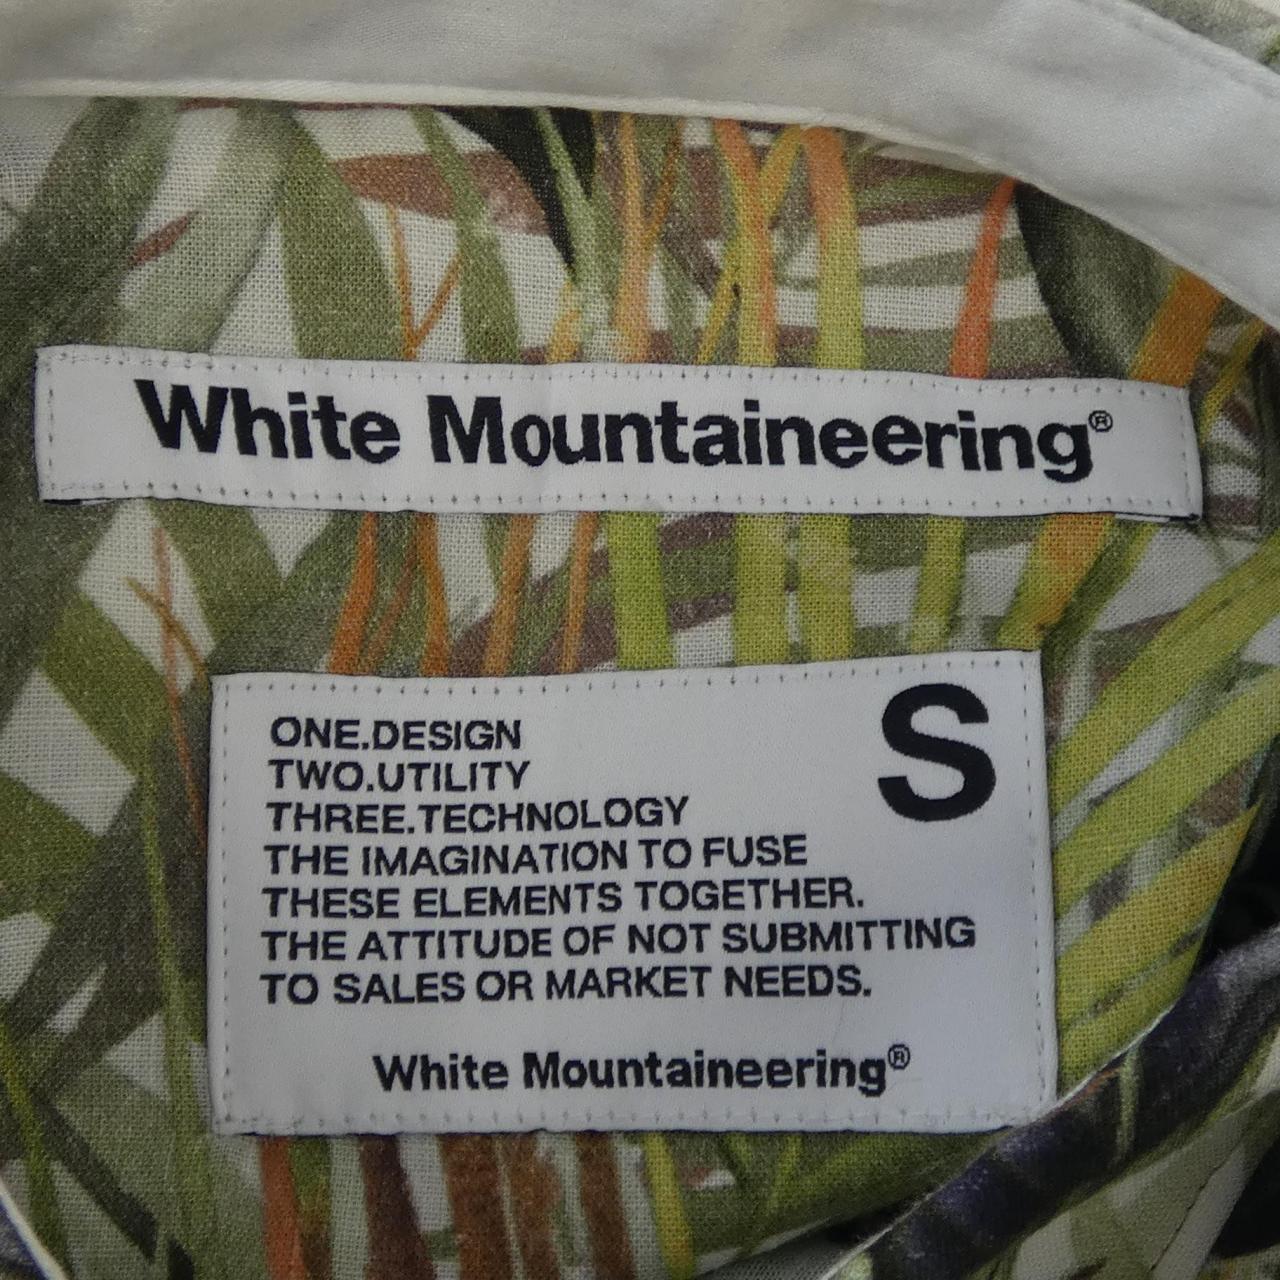 White Mountaineering®
S
ONE.DESIGN
TWO.UTILITY
THREE.TECHNOLOGY
THE IMAGINATION TO FUSE
THESE ELEMENTS TOGETHER.
THE ATTITUDE OF NOT SUBMITTING
TO SALES OR MARKET NEEDS.
White Mountaineering®